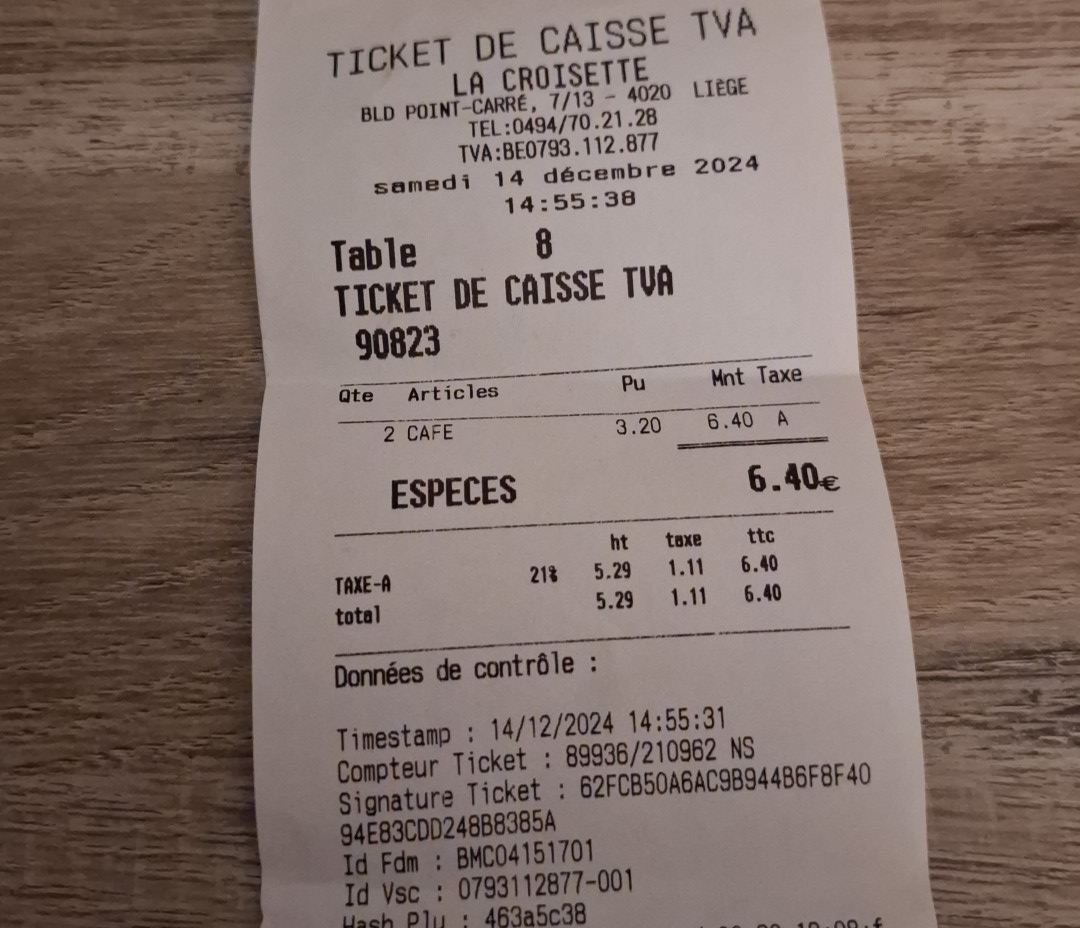 TICKET DE CAISSE TVA
LA CROISETTE
BLD POINT-CARRÉ, 7/13 - 4020 LIÈGE
TEL:0494/70.21.28
TVA:BE0793.112.877
samedi 14 décembre 2024
14:55:38
Table 8
TICKET DE CAISSE TVA
90823
Qte Articles Pu Mnt Taxe
2 CAFE 3.20 6.40 A
ESPECES 6.40€
ht taxe ttc
TAXE-A 21% 5.29 1.11 6.40
total 5.29 1.11 6.40
Données de contrôle :
Timestamp : 14/12/2024 14:55:31
Compteur Ticket : 89936/210962 NS
Signature Ticket : 62FCB50A6AC9B944B6F8F40
94E83CDD248B8385A
Id Fdm : BMC04151701
Id Vsc : 0793112877-001
Hash Plu : 463a5c38